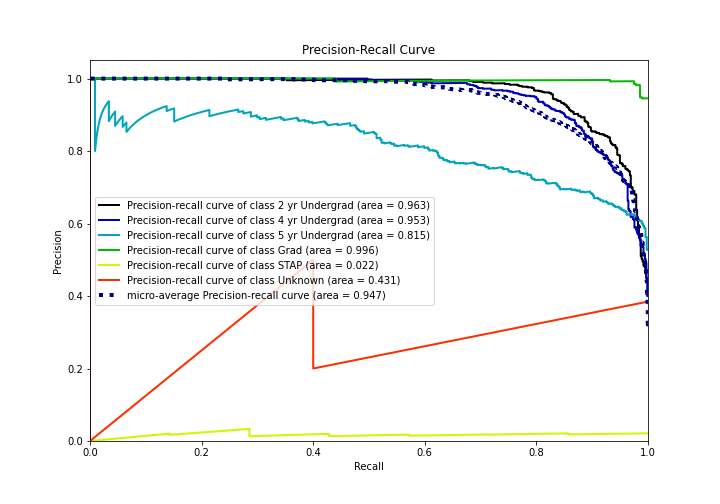 Precision-Recall Curve
Precision
1.0
0.8
0.6
0.4
0.2
0.0
Precision-recall curve of class 2 yr Undergrad (area = 0.963)
Precision-recall curve of class 4 yr Undergrad (area = 0.953)
Precision-recall curve of class 5 yr Undergrad (area = 0.815)
Precision-recall curve of class Grad (area = 0.996)
Precision-recall curve of class STAP (area = 0.022)
Precision-recall curve of class Unknown (area = 0.431)
micro-average Precision-recall curve (area = 0.947)
0.0 0.2 0.4 0.6 0.8 1.0
Recall